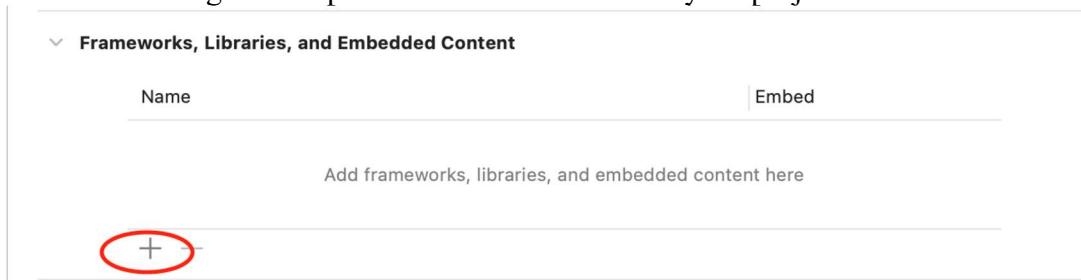 Frameworks, Libraries, and Embedded Content
Name Embed
Add frameworks, libraries, and embedded content here